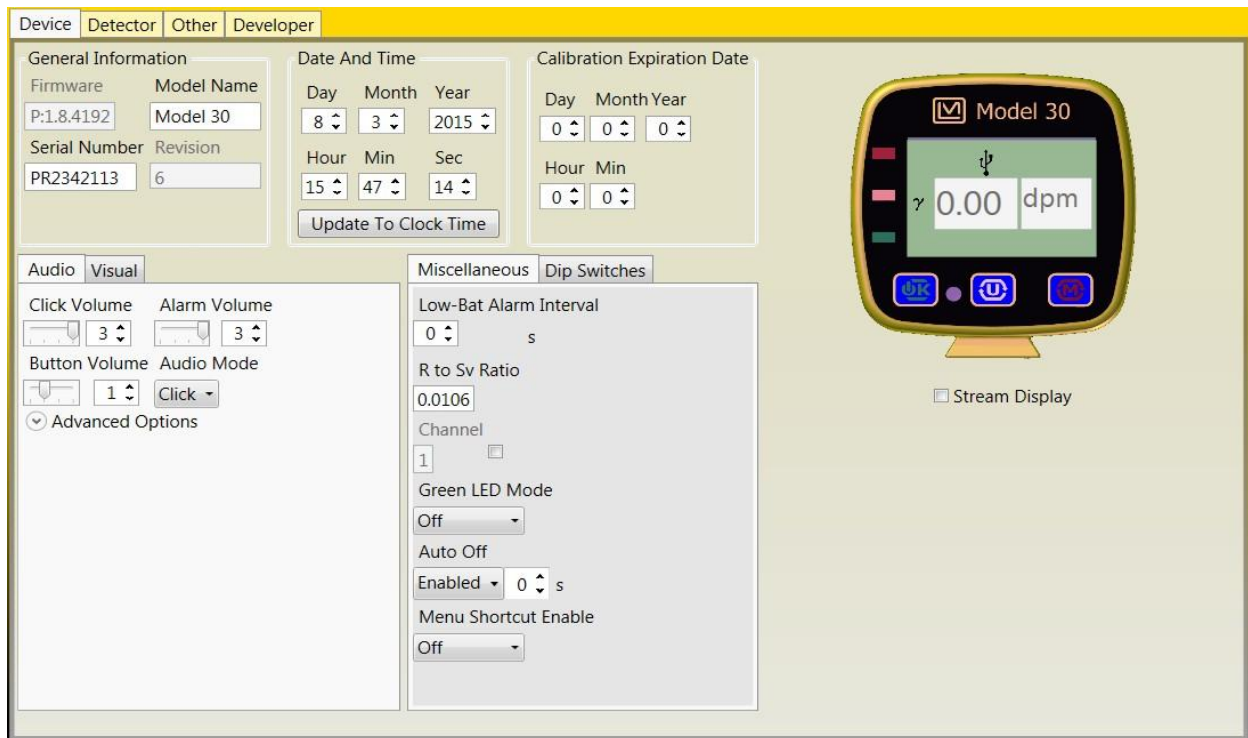 Device Detector Other Developer
General Information
Firmware Model Name
P:1.8.4192 Model 30
Serial Number Revision
PR2342113 6
Date And Time
Day Month Year
8 3 2015
Hour Min Sec
15 47 14
Update To Clock Time
Calibration Expiration Date
Day Month Year
0 0 0
Hour Min
0 0
Audio Visual
Click Volume Alarm Volume
3 3
Button Volume Audio Mode
1 Click
Advanced Options
Miscellaneous Dip Switches
Low-Bat Alarm Interval
0 s
R to Sv Ratio
0.0106
Channel
1
Green LED Mode
Off
Auto Off
Enabled 0 s
Menu Shortcut Enable
Off
Model 30
γ 0.00 dpm
OK U M
Stream Display